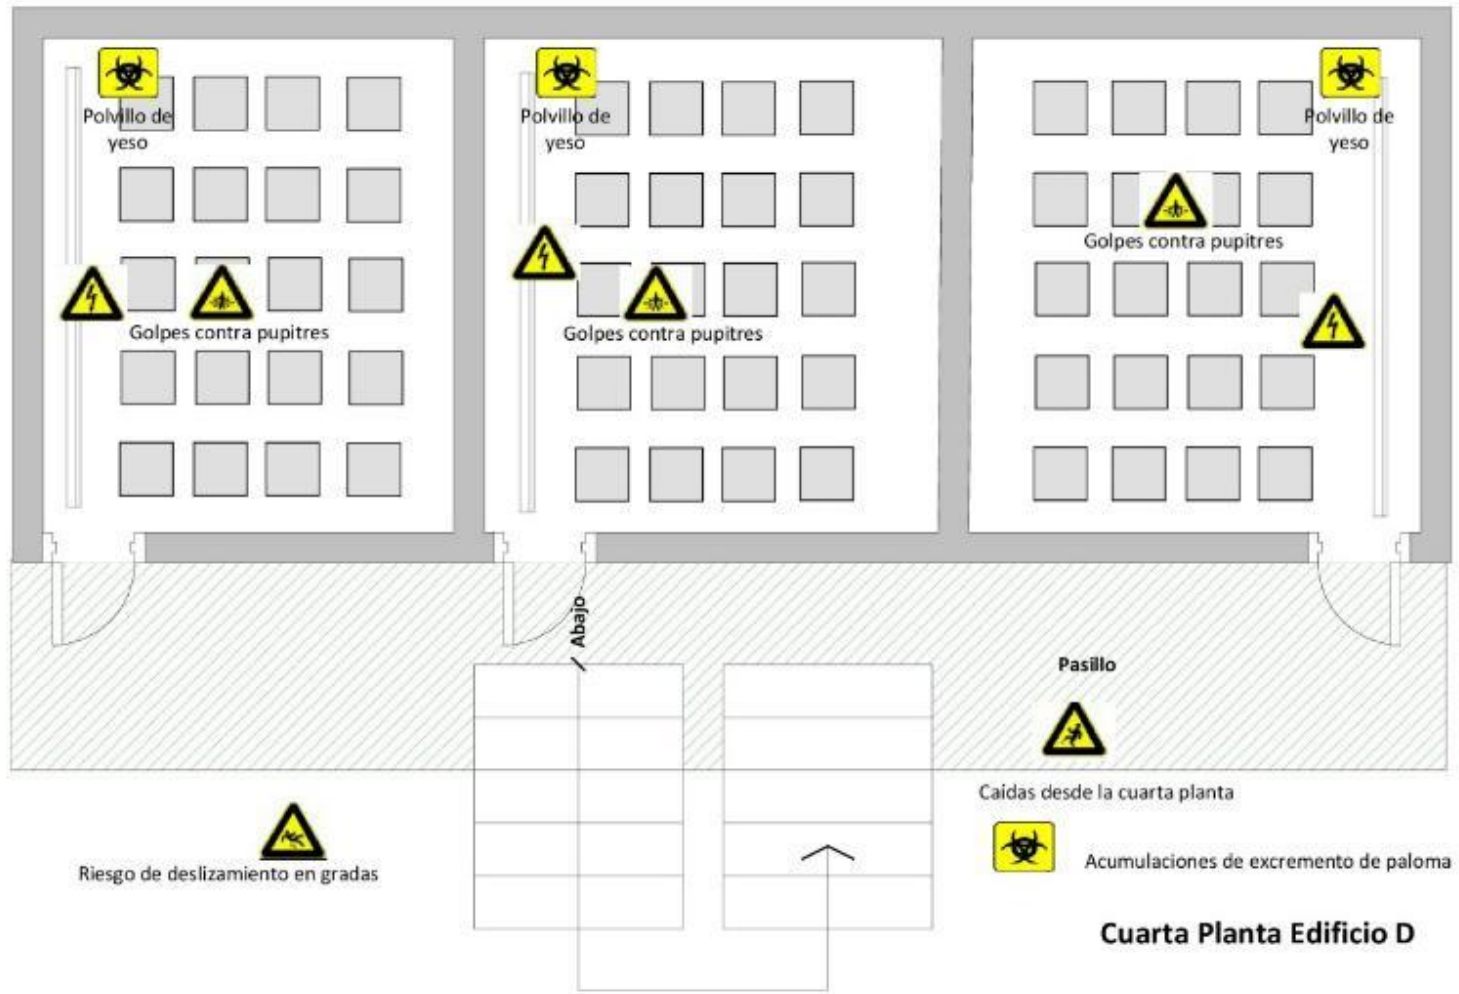 Polvillo de
yeso
Polvillo de
yeso
Polvillo de
yeso
Golpes contra pupitres
Golpes contra pupitres
Golpes contra pupitres
Abajo
Pasillo
Caidas desde la cuarta planta
Riesgo de deslizamiento en gradas
Acumulaciones de excremento de paloma
Cuarta Planta Edificio D